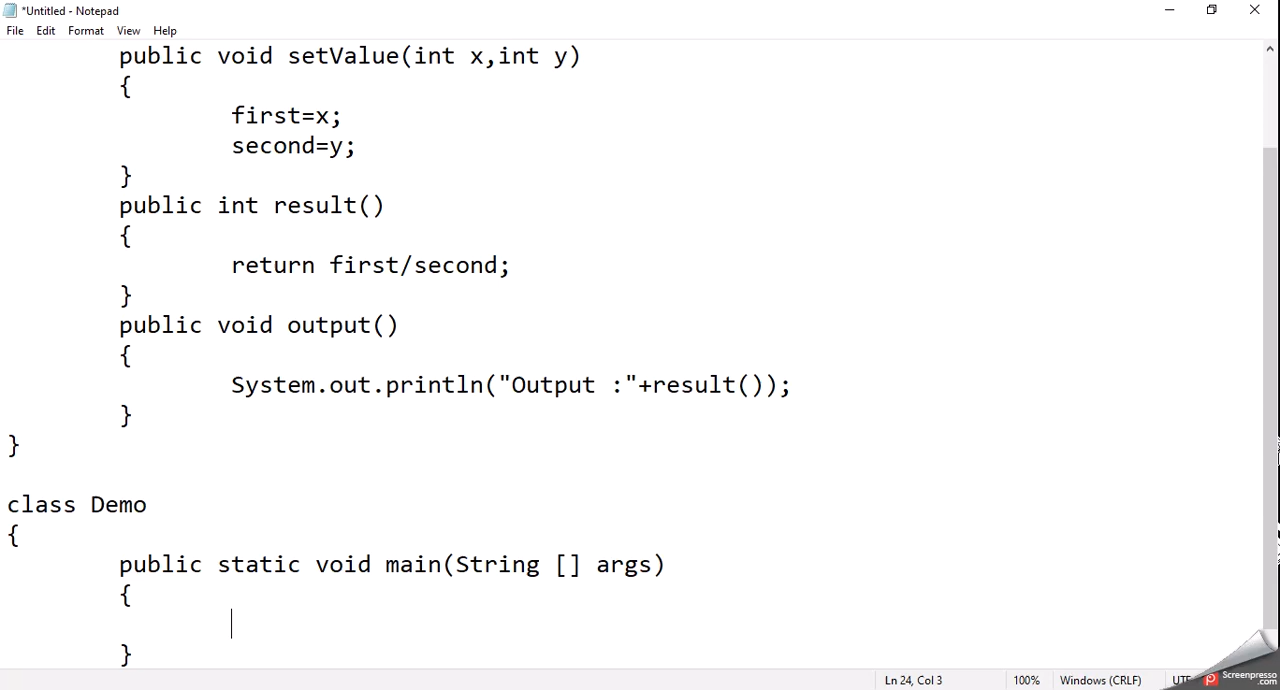 *Untitled - Notepad
File Edit Format View Help
public void setValue(int x,int y)
{
first=x;
second=y;
}
public int result()
{
return first/second;
}
public void output()
{
System.out.println("Output :"+result());
}
}
class Demo
{
public static void main(String [] args)
{
}
Ln 24, Col 3 100% Windows (CRLF) UTF
Screenpresso
.com